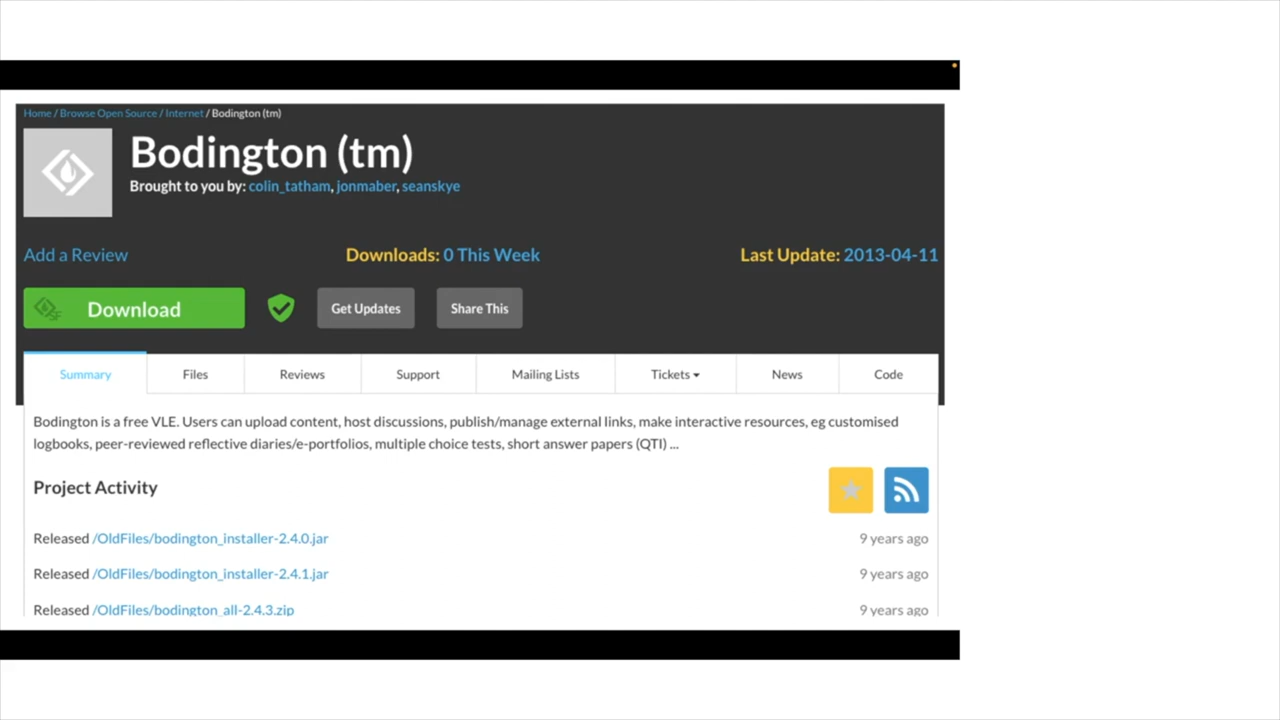 Home / Browse Open Source / Internet / Bodington (tm)
Bodington (tm)
Brought to you by: colin_tatham, jonmaber, seanskye
Add a Review
Downloads: 0 This Week
Last Update: 2013-04-11
SF
Download
Get Updates
Share This
Summary
Files
Reviews
Support
Mailing Lists
Tickets
News
Code
Bodington is a free VLE. Users can upload content, host discussions, publish/manage external links, make interactive resources, eg customised
logbooks, peer-reviewed reflective diaries/e-portfolios, multiple choice tests, short answer papers (QTI) ...
Project Activity
Released /OldFiles/bodington_installer-2.4.0.jar
9 years ago
Released /OldFiles/bodington_installer-2.4.1.jar
9 years ago
Released /OldFiles/bodington_all-2.4.3.zip
9 years ago